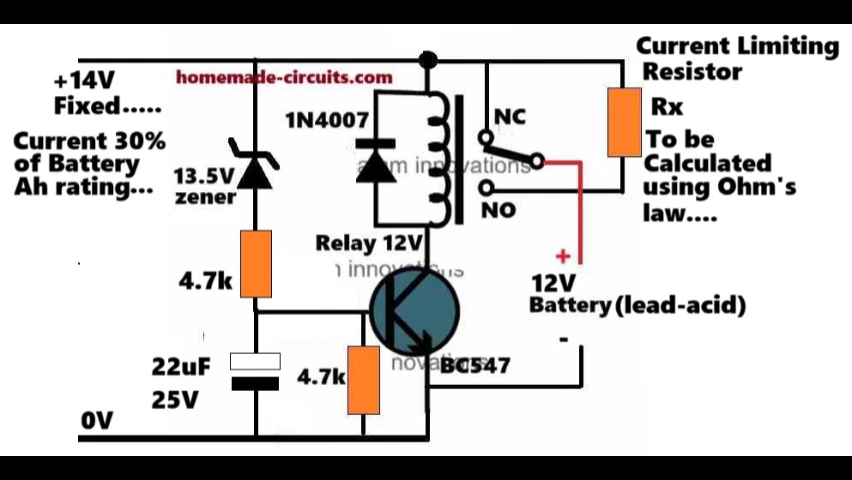 +14V
Fixed.....
Current 30%
of Battery
Ah rating...
homemade-circuits.com
13.5V
zener
4.7k
22uF
25V
0V
4.7k
1N4007
Relay 12V
innovations
innovations
BC547
NC
NO
Current Limiting
Resistor
Rx
To be
Calculated
using Ohm's
law....
+
12V
Battery(lead-acid)
-